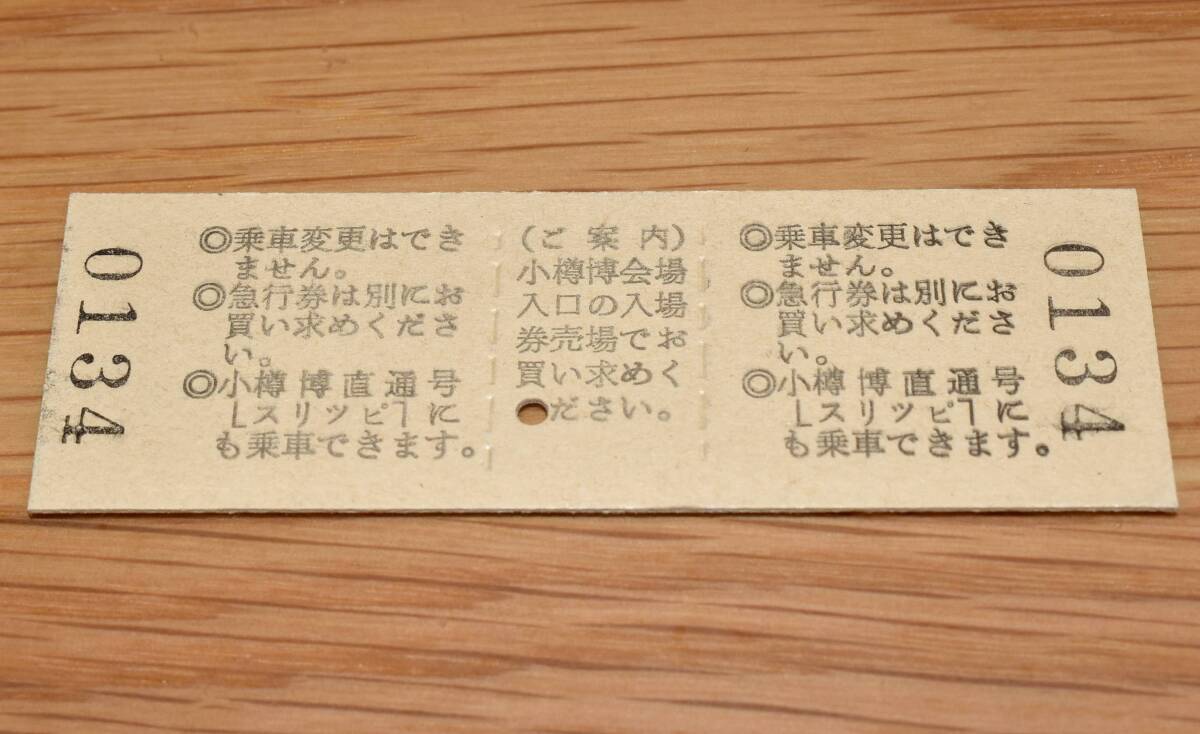 0134
◎乗車変更はでき
ません。
◎急行券は別にお
買い求めくださ
い。
◎小樽博直通号
「スリッピ」に
も乗車できます。
(ご案内)
小樽博会場
入口の入場
券売場でお
買い求めく
ださい。
◎乗車変更はでき
ません。
◎急行券は別にお
買い求めくださ
い。
◎小樽博直通号
「スリッピ」に
も乗車できます。
0134